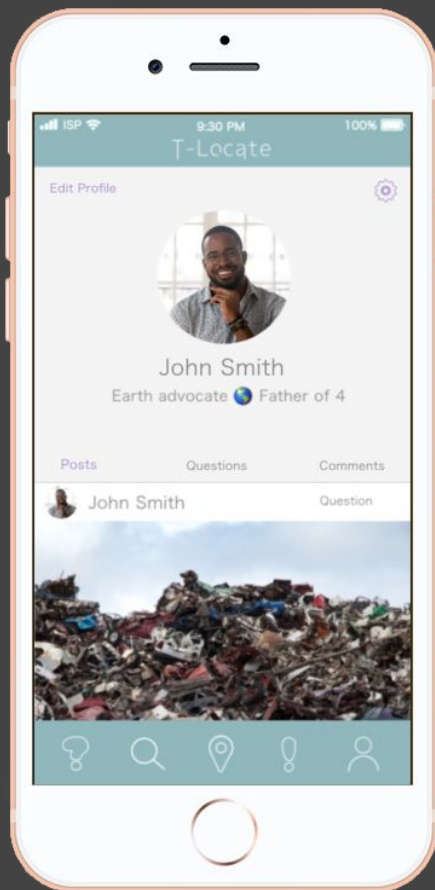 ISP 9:30 PM 100%
T-Locate
Edit Profile
John Smith
Earth advocate 🌎 Father of 4
Posts Questions Comments
John Smith Question